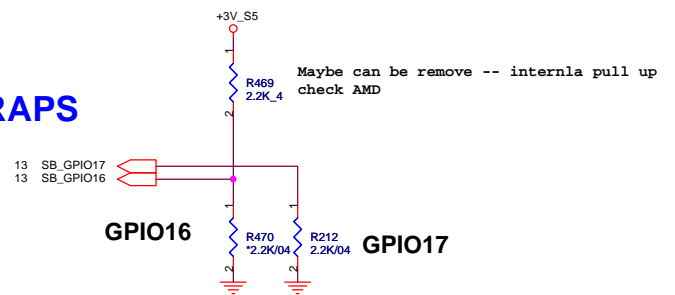 +3V_S5
1
R469
2.2K_4
2
Maybe can be remove -- internla pull up
check AMD
RAPS
13 SB_GPIO17
13 SB_GPIO16
1
1
GPIO16
R470
*2.2K/04
R212
2.2K/04
GPIO17
2
2